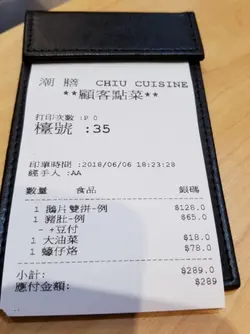 潮膳 CHIU CUISINE
**顧客點菜**
打印次數 :P 0
檯號 :35
印單時間 :2018/06/06 18:23:28
經手人 :AA
數量 食品 銀碼
1 鵝片雙拼-例 $128.0
1 豬肚-例 $65.0
- +豆付
1 大油菜 $18.0
1 蠔仔烙 $78.0
小計: $289.0
應付金額: $289